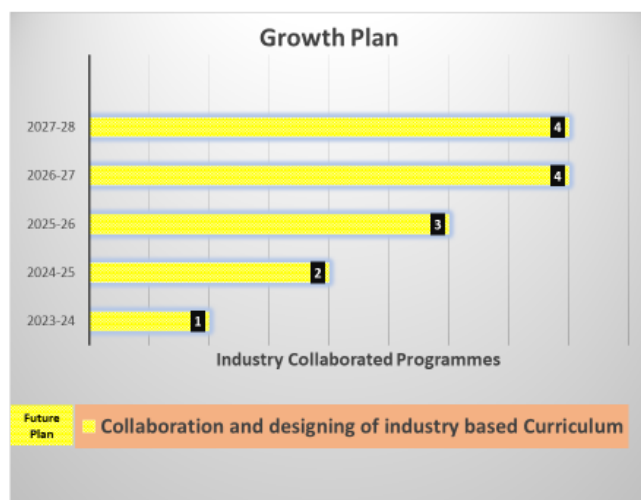 Growth Plan
2027-28
4
2026-27
4
2025-26
3
2024-25
2
2023-24
1
Industry Collaborated Programmes
Future
Plan
Collaboration and designing of industry based Curriculum